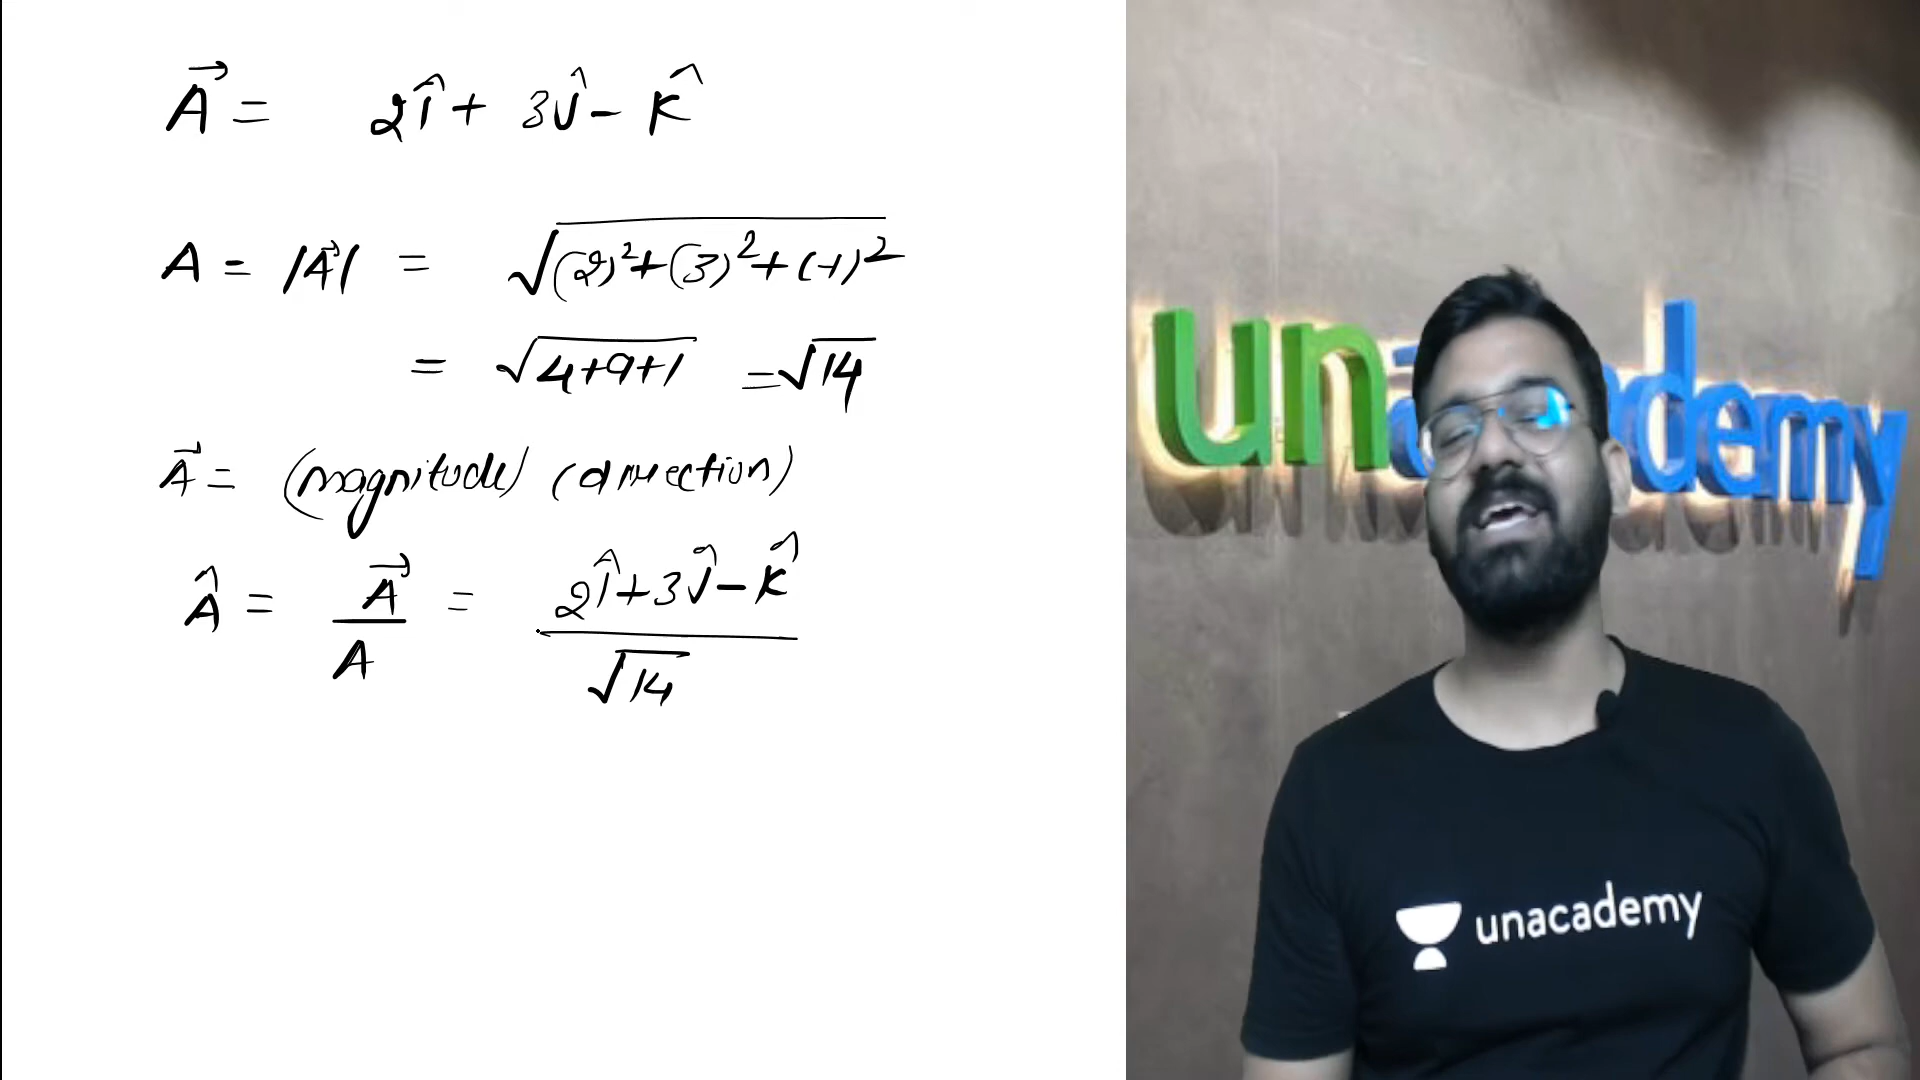 A⃗ = 2î + 3ĵ - k̂
A = |A⃗| = √(2)²+(3)²+(-1)²
= √4+9+1 = √14
A⃗ = (magnitude) (direction)
Â = A⃗/A = 2î+3ĵ-k̂/√14
unacademy
unacademy